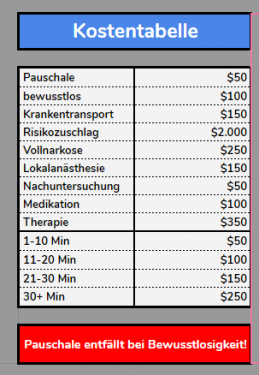 Kostentabelle
Pauschale $50
bewusstlos $100
Krankentransport $150
Risikozuschlag $2.000
Vollnarkose $250
Lokalanästhesie $150
Nachuntersuchung $50
Medikation $100
Therapie $350
1-10 Min $50
11-20 Min $100
21-30 Min $150
30+ Min $250
Pauschale entfällt bei Bewusstlosigkeit!